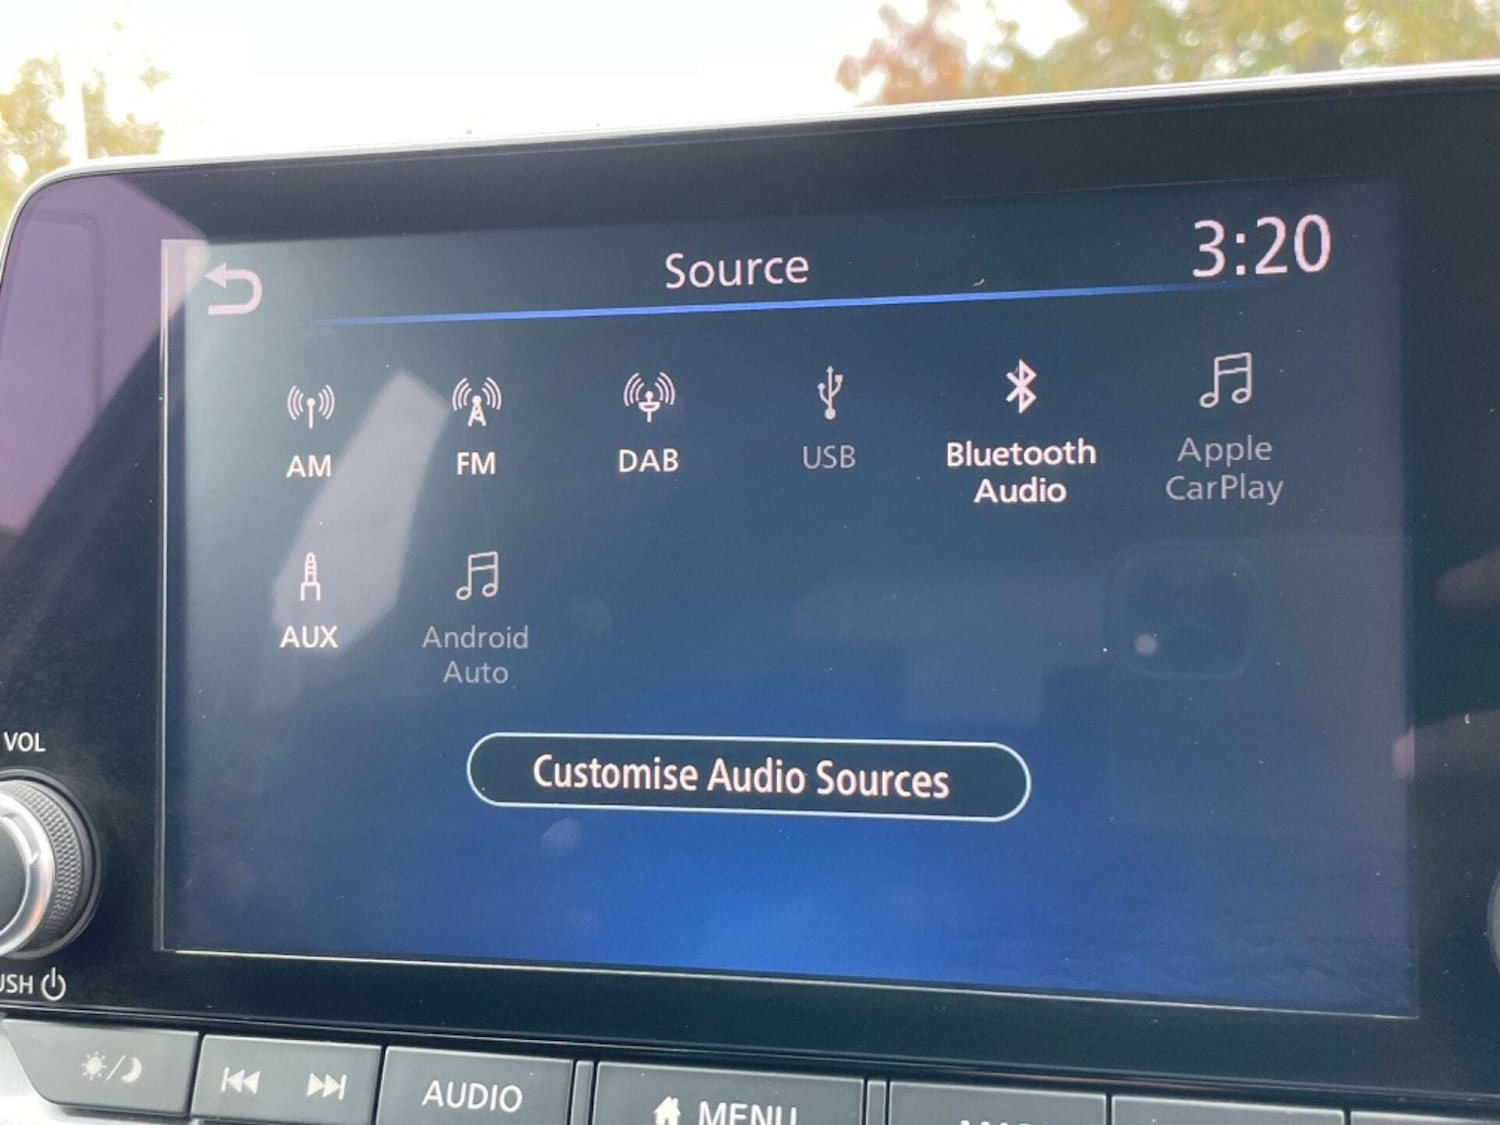 Source
3:20
AM
FM
DAB
USB
Bluetooth
Audio
Apple
CarPlay
AUX
Android
Auto
Customise Audio Sources
VOL
AUDIO
MENU